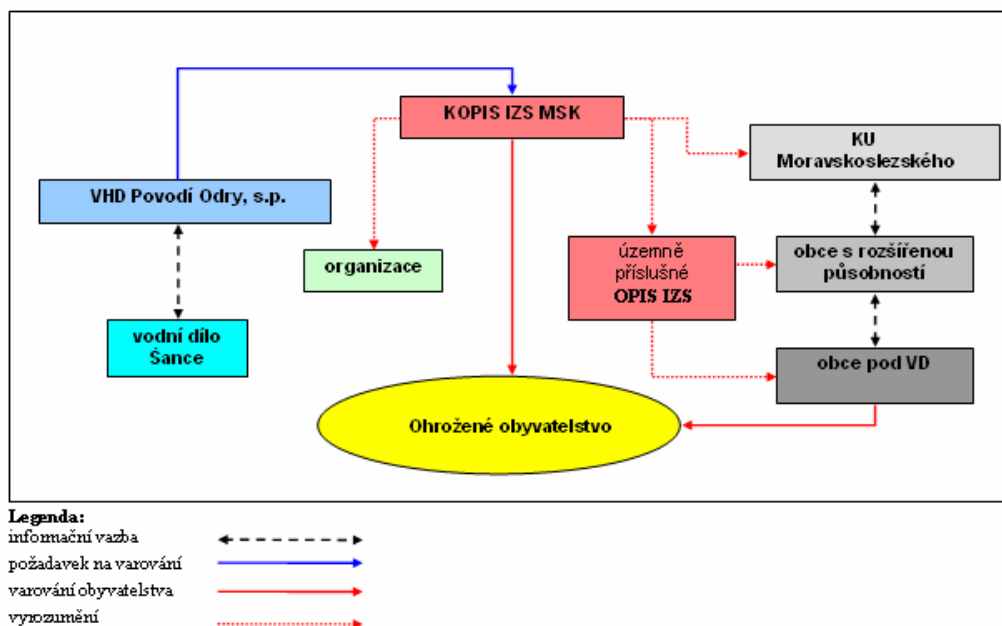 KOPIS IZS MSK
KU
Moravskoslezského
VHD Povodí Odry, s.p.
organizace
územně
příslušné
OPIS IZS
obce s rozšířenou
působností
vodní dílo
Šance
obce pod VD
Ohrožené obyvatelstvo
Legenda:
informační vazba
požadavek na varování
varování obyvatelstva
vyrozumění